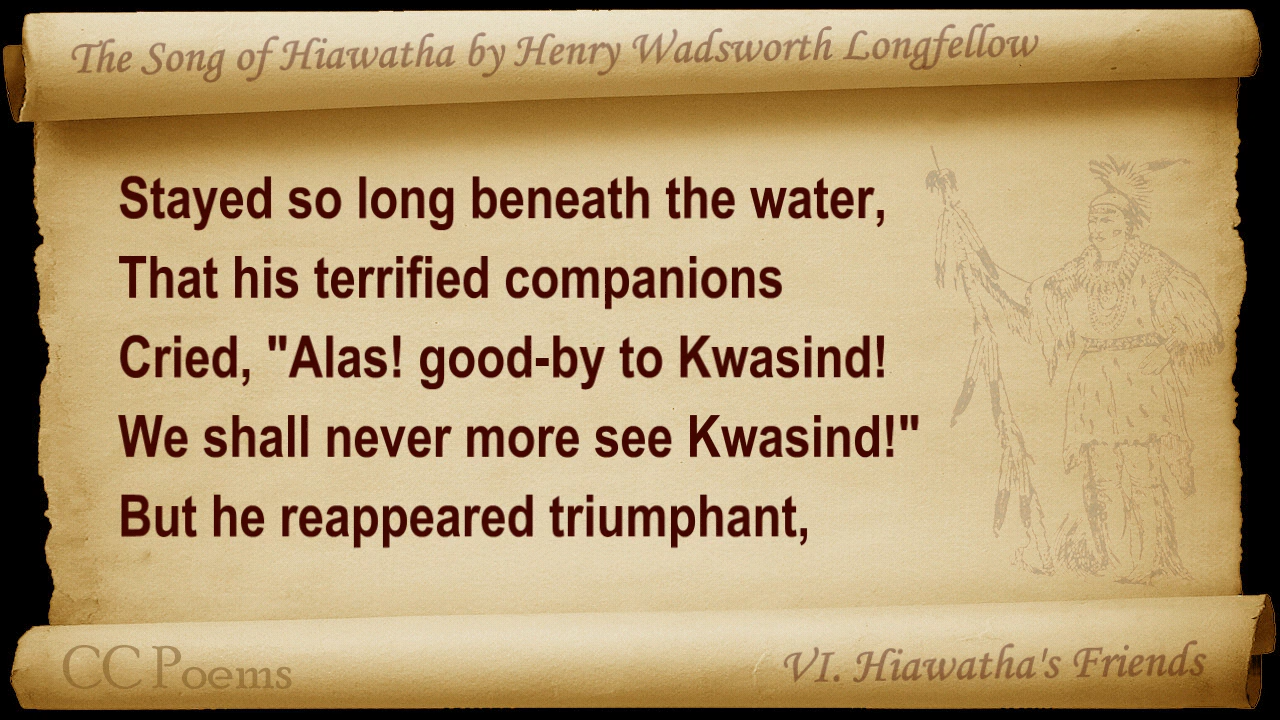 The Song of Hiawatha by Henry Wadsworth Longfellow
Stayed so long beneath the water,
That his terrified companions
Cried, "Alas! good-by to Kwasind!
We shall never more see Kwasind!"
But he reappeared triumphant,
CC Poems
VI. Hiawatha's Friends